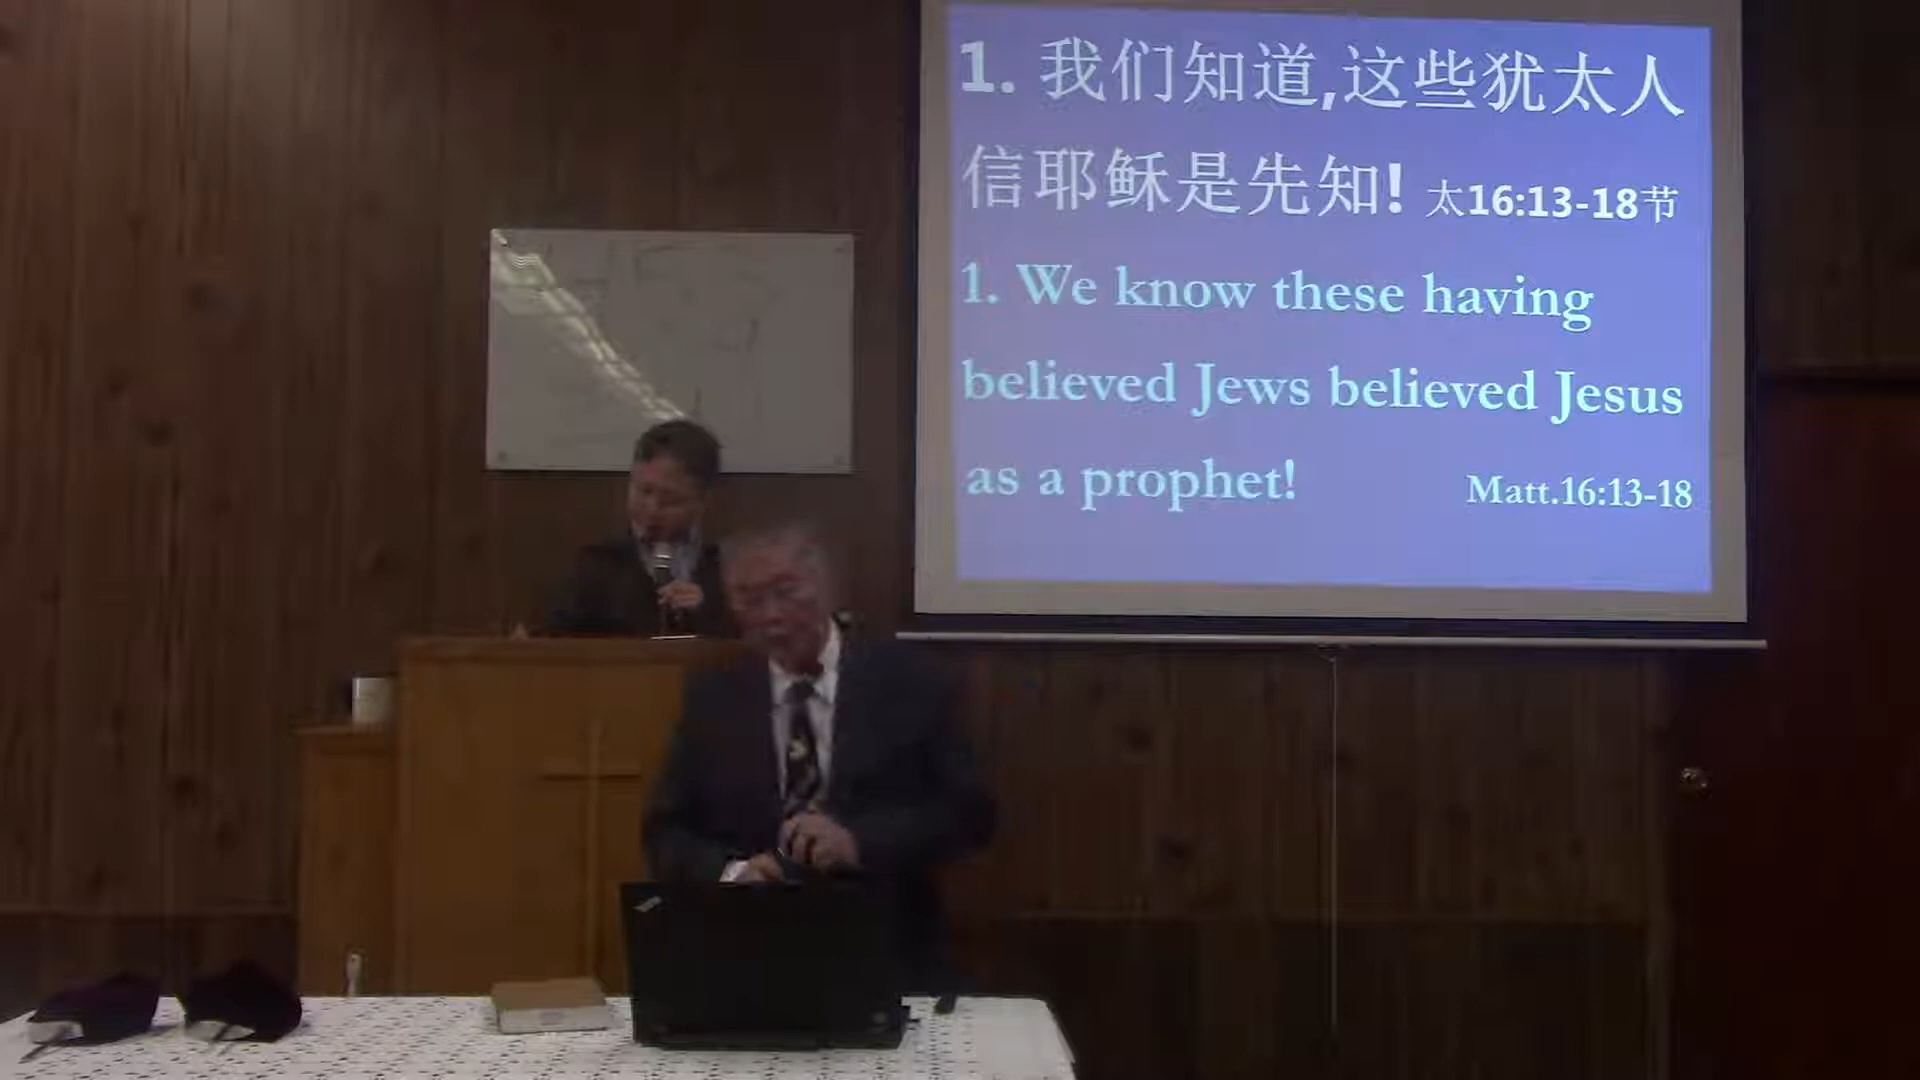 1. 我们知道,这些犹太人
信耶稣是先知! 太16:13-18节
1. We know these having
believed Jews believed Jesus
as a prophet! Matt.16:13-18